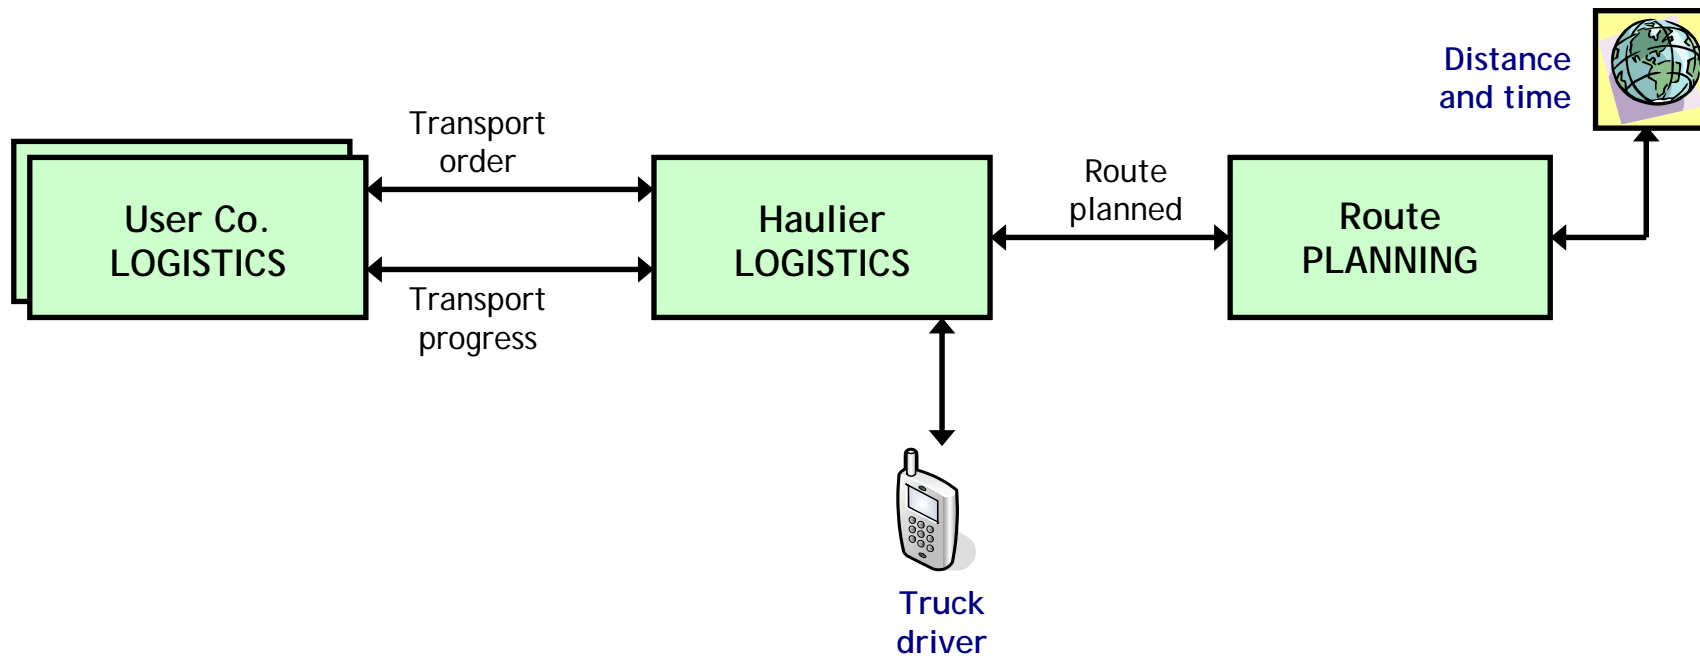 Distance
and time
Transport
order
User Co.
LOGISTICS
Transport
progress
Haulier
LOGISTICS
Route
planned
Route
PLANNING
Truck
driver